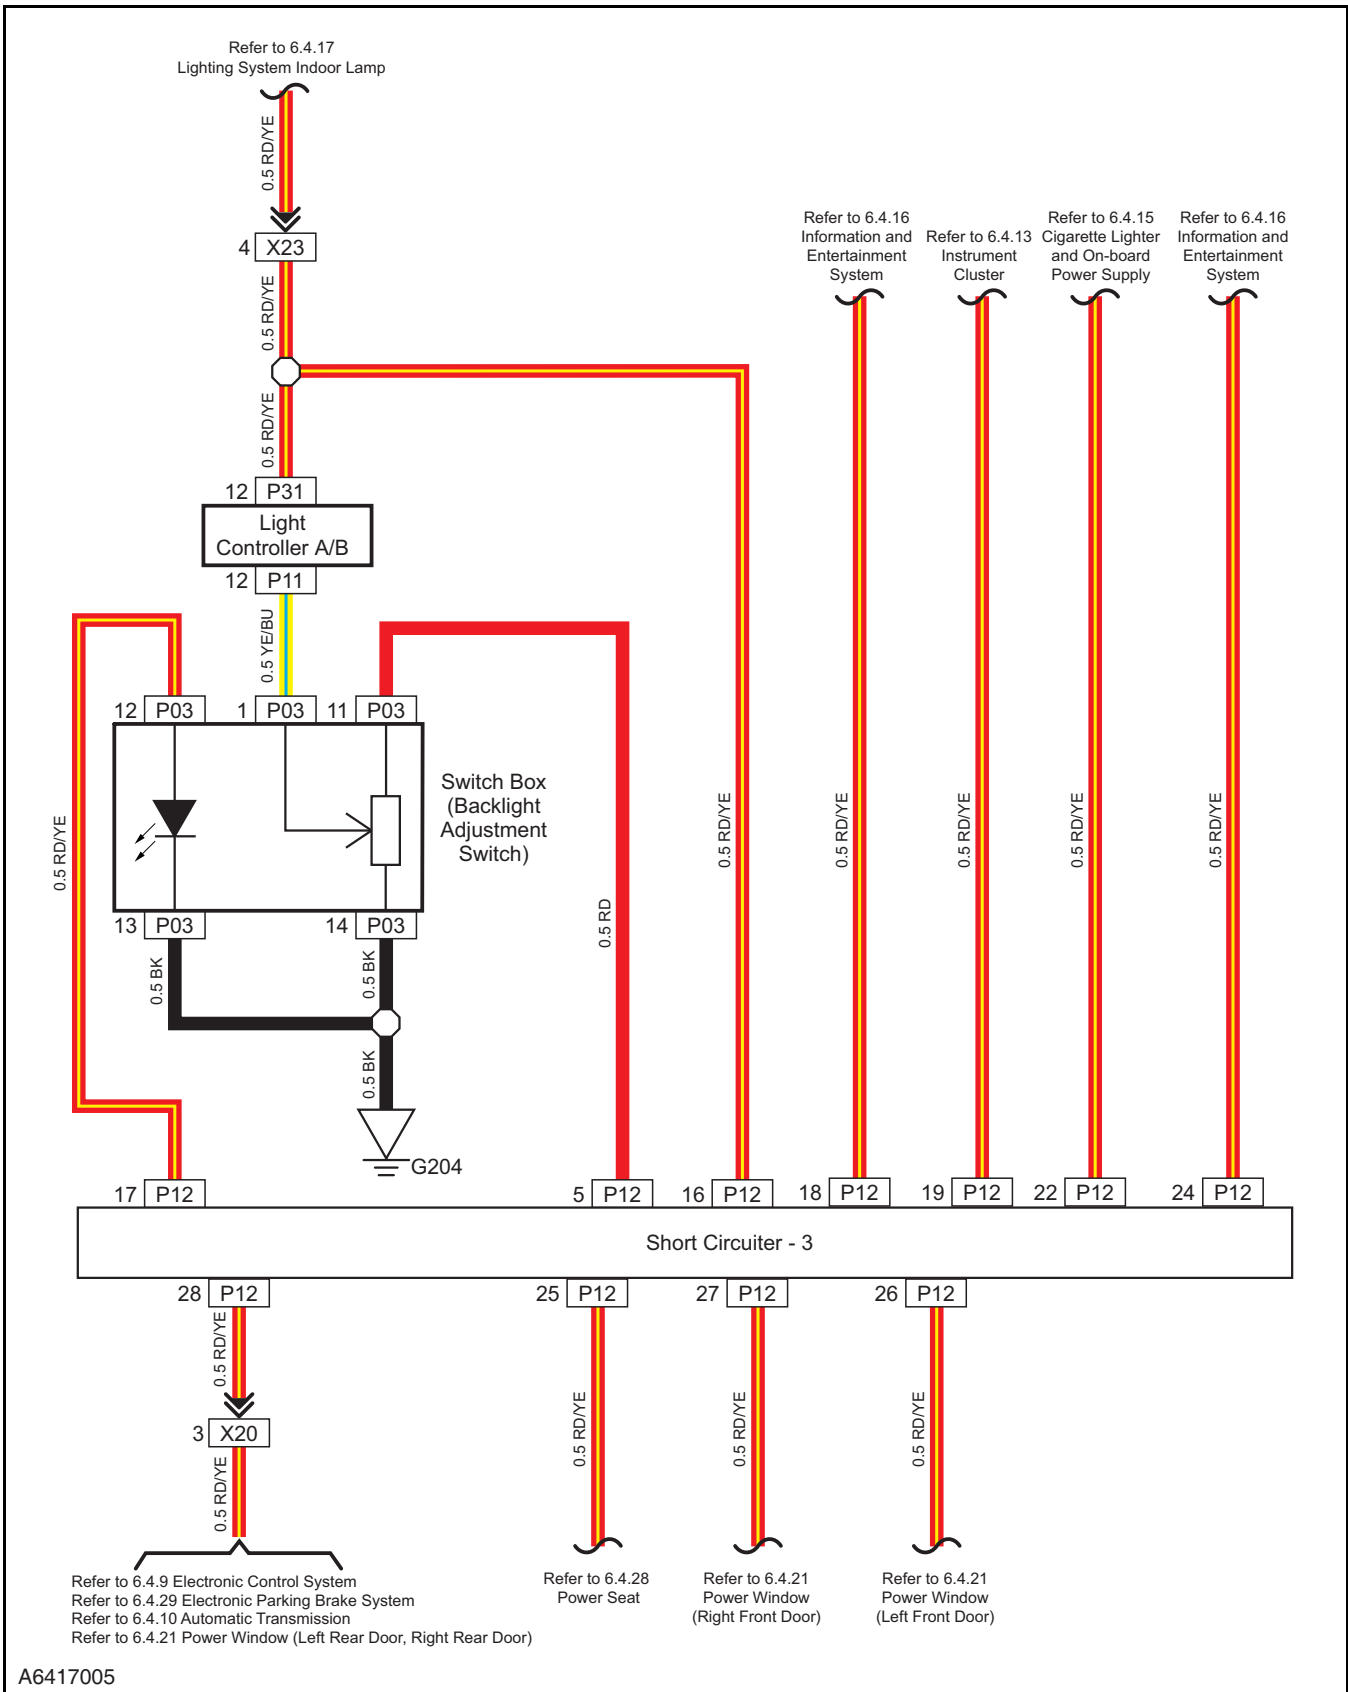 Refer to 6.4.17
Lighting System Indoor Lamp
0.5 RD/YE
4 X23
0.5 RD/YE
0.5 RD/YE
12 P31
Light
Controller A/B
12 P11
0.5 YE/BU
Refer to 6.4.16
Information and
Entertainment
System
Refer to 6.4.13
Instrument
Cluster
Refer to 6.4.15
Cigarette Lighter
and On-board
Power Supply
Refer to 6.4.16
Information and
Entertainment
System
12 P03
1 P03
11 P03
Switch Box
(Backlight
Adjustment
Switch)
0.5 RD/YE
0.5 RD/YE
0.5 RD/YE
0.5 RD/YE
0.5 RD/YE
0.5 RD/YE
0.5 RD
13 P03
14 P03
0.5 BK
0.5 BK
0.5 BK
G204
17 P12
5 P12
16 P12
18 P12
19 P12
22 P12
24 P12
Short Circuiter - 3
28 P12
25 P12
27 P12
26 P12
0.5 RD/YE
3 X20
0.5 RD/YE
0.5 RD/YE
0.5 RD/YE
0.5 RD/YE
Refer to 6.4.9 Electronic Control System
Refer to 6.4.29 Electronic Parking Brake System
Refer to 6.4.10 Automatic Transmission
Refer to 6.4.21 Power Window (Left Rear Door, Right Rear Door)
Refer to 6.4.28
Power Seat
Refer to 6.4.21
Power Window
(Right Front Door)
Refer to 6.4.21
Power Window
(Left Front Door)
A6417005